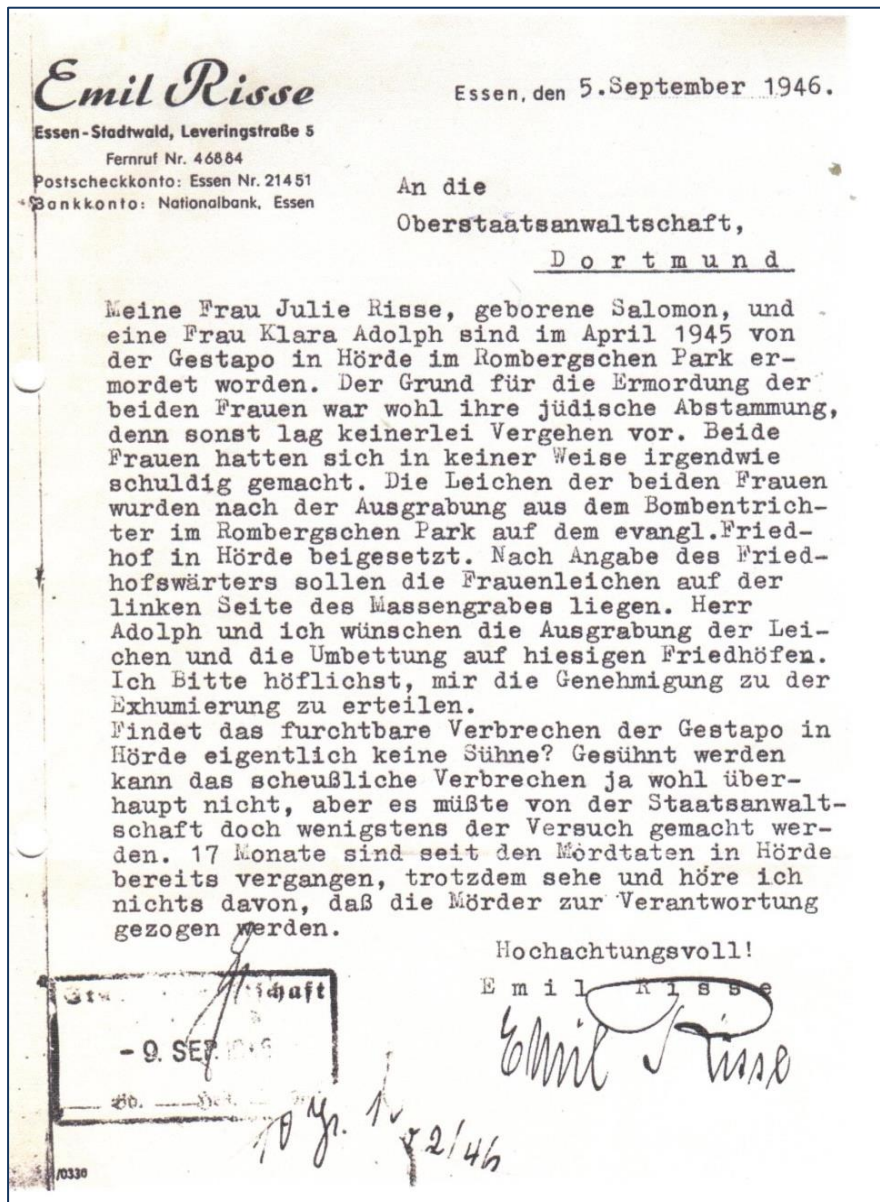 Emil Risse
Essen-Stadtwald, Leveringstraße 5
Fernruf Nr. 46884
Postscheckkonto: Essen Nr. 21451
Bankkonto: Nationalbank, Essen
Essen, den 5.September 1946.
An die
Oberstaatsanwaltschaft,
Dortmund
Meine Frau Julie Risse, geborene Salomon, und
eine Frau Klara Adolph sind im April 1945 von
der Gestapo in Hörde im Rombergschen Park er-
mordet worden. Der Grund für die Ermordung der
beiden Frauen war wohl ihre jüdische Abstammung,
denn sonst lag keinerlei Vergehen vor. Beide
Frauen hatten sich in keiner Weise irgendwie
schuldig gemacht. Die Leichen der beiden Frauen
wurden nach der Ausgrabung aus dem Bombentrich-
ter im Rombergschen Park auf dem evangl.Fried-
hof in Hörde beigesetzt. Nach Angabe des Fried-
hofswärters sollen die Frauenleichen auf der
linken Seite des Massengrabes liegen. Herr
Adolph und ich wünschen die Ausgrabung der Lei-
chen und die Umbettung auf hiesigen Friedhöfen.
Ich Bitte höflichst, mir die Genehmigung zu der
Exhumierung zu erteilen.
Findet das furchtbare Verbrechen der Gestapo in
Hörde eigentlich keine Sühne? Gesühnt werden
kann das scheußliche Verbrechen ja wohl über-
haupt nicht, aber es müßte von der Staatsanwalt-
schaft doch wenigstens der Versuch gemacht wer-
den. 17 Monate sind seit den Mordtaten in Hörde
bereits vergangen, trotzdem sehe und höre ich
nichts davon, daß die Mörder zur Verantwortung
gezogen werden.
Hochachtungsvoll!
Emil Risse
Emil Risse
- 9. SEP.
2/46
/0330